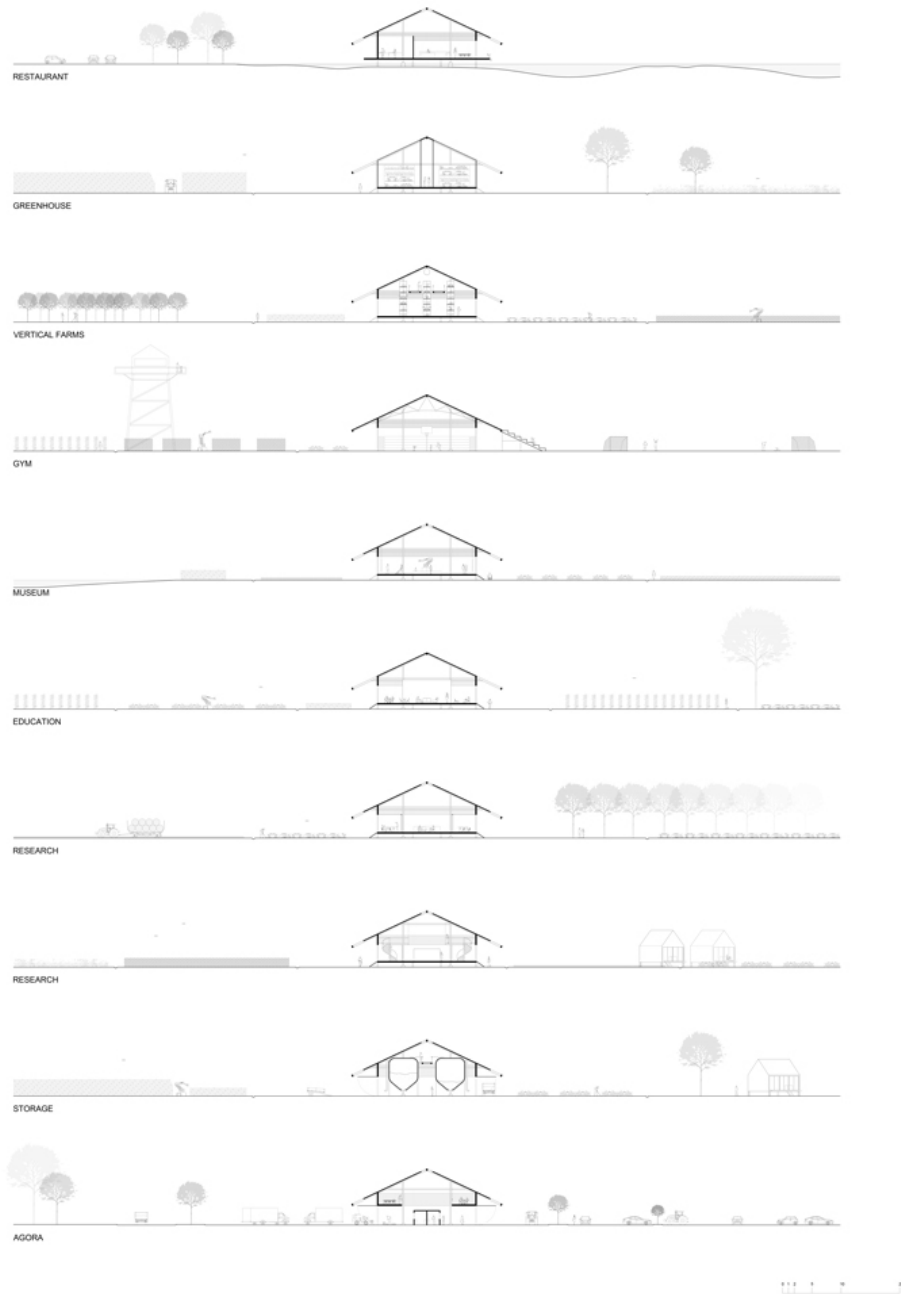 RESTAURANT
GREENHOUSE
VERTICAL FARMS
GYM
MUSEUM
EDUCATION
RESEARCH
RESEARCH
STORAGE
AGORA